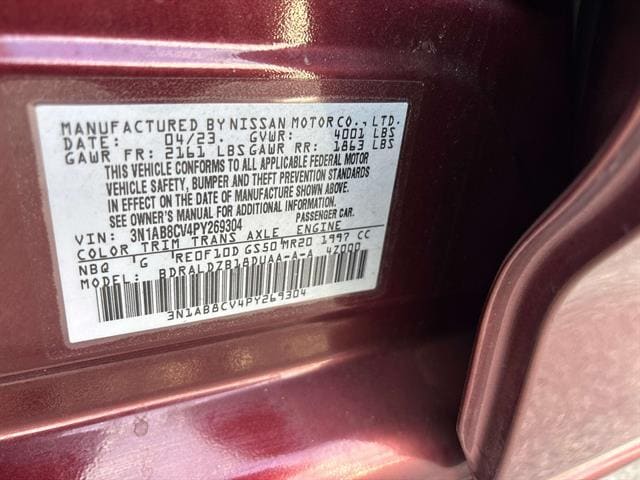 MANUFACTURED BY NISSAN MOTOR CO., LTD.
DATE: 04/23 GVWR: 4001 LBS
GAWR FR: 2161 LBS GAWR RR: 1863 LBS
THIS VEHICLE CONFORMS TO ALL APPLICABLE FEDERAL MOTOR
VEHICLE SAFETY, BUMPER AND THEFT PREVENTION STANDARDS
IN EFFECT ON THE DATE OF MANUFACTURE SHOWN ABOVE.
SEE OWNER'S MANUAL FOR ADDITIONAL INFORMATION.
VIN: 3N1AB8CV4PY269304 PASSENGER CAR.
COLOR TRIM TRANS AXLE ENGINE
NBQ G RE0F10D GS50 MR20 1997 CC
MODEL: BDRALDZB18DUAA-A-A 4Z000
3N1AB8CV4PY269304